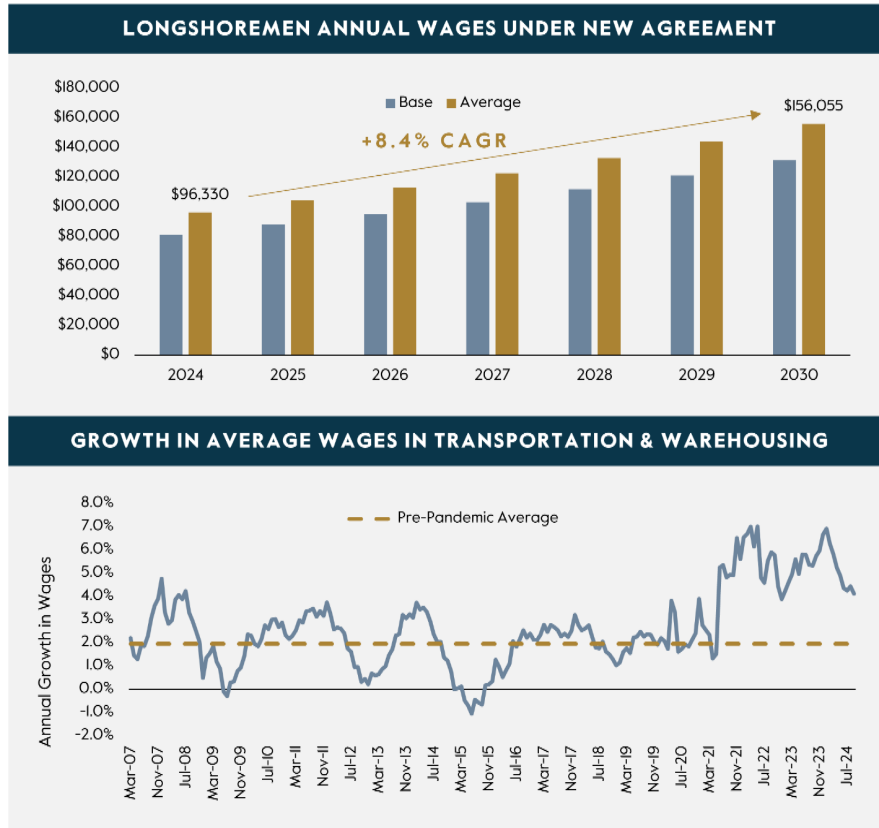 LONGSHOREMEN ANNUAL WAGES UNDER NEW AGREEMENT
$180,000
$160,000
$140,000
$120,000
$100,000
$80,000
$60,000
$40,000
$20,000
$0
Base Average
+8.4% CAGR
$96,330
$156,055
2024 2025 2026 2027 2028 2029 2030
GROWTH IN AVERAGE WAGES IN TRANSPORTATION & WAREHOUSING
Annual Growth in Wages
8.0%
7.0%
6.0%
5.0%
4.0%
3.0%
2.0%
1.0%
0.0%
-1.0%
-2.0%
Pre-Pandemic Average
Mar-07 Nov-07 Jul-08 Mar-09 Nov-09 Jul-10 Mar-11 Nov-11 Jul-12 Mar-13 Nov-13 Jul-14 Mar-15 Nov-15 Jul-16 Mar-17 Nov-17 Jul-18 Mar-19 Nov-19 Jul-20 Mar-21 Nov-21 Jul-22 Mar-23 Nov-23 Jul-24